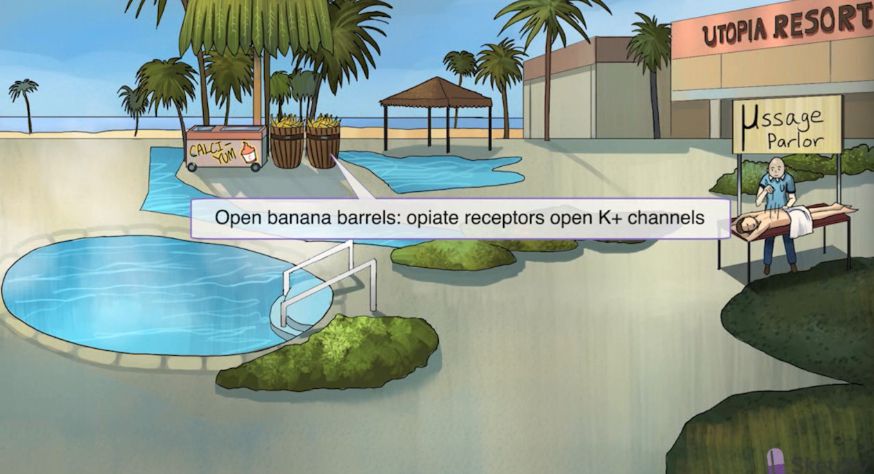 UTOPIA RESORT
μssage
Parlor
CALCI-
YUM
Open banana barrels: opiate receptors open K+ channels